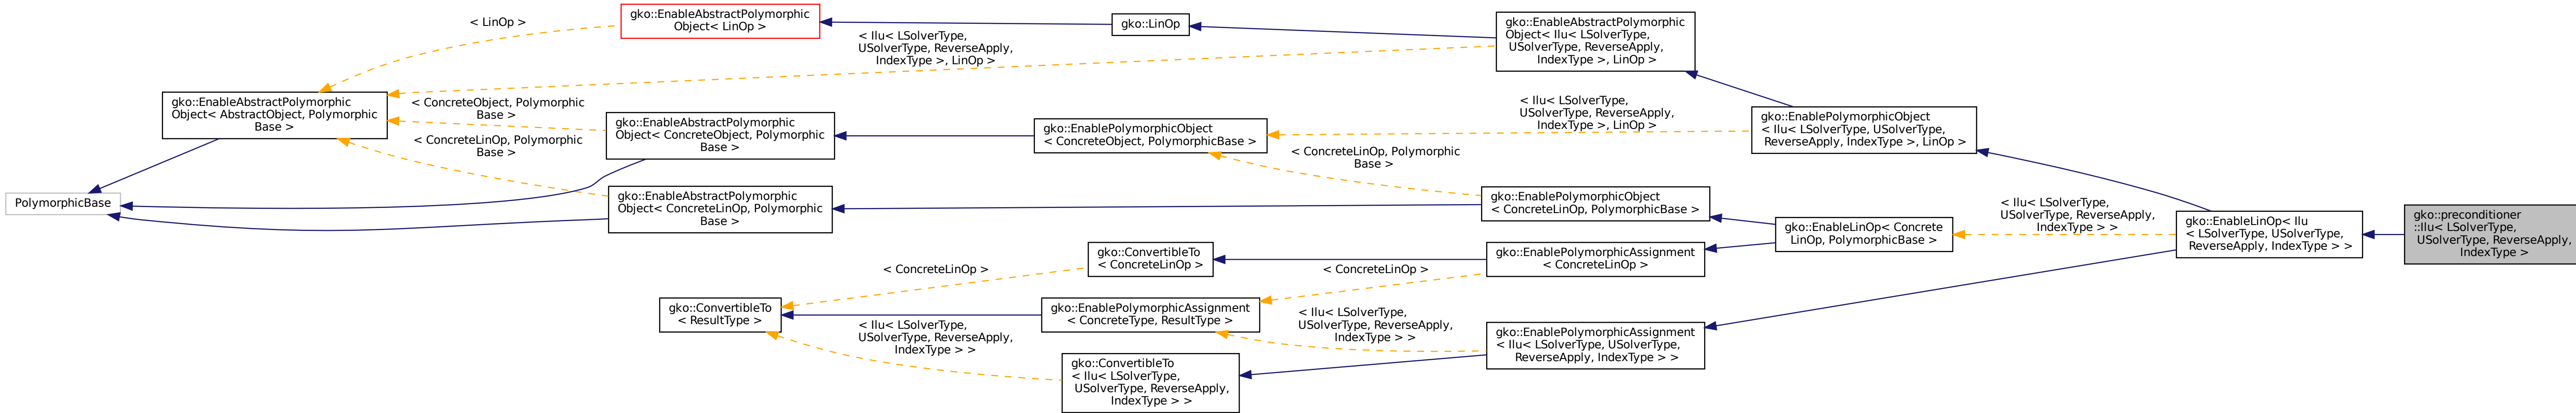 PolymorphicBase
gko::EnableAbstractPolymorphic
Object< AbstractObject, Polymorphic
Base >
< LinOp >
< Ilu< LSolverType,
USolverType, ReverseApply,
IndexType >, LinOp >
< ConcreteObject, Polymorphic
Base >
< ConcreteLinOp, Polymorphic
Base >
gko::EnableAbstractPolymorphic
Object< LinOp >
gko::EnableAbstractPolymorphic
Object< ConcreteObject, Polymorphic
Base >
gko::EnableAbstractPolymorphic
Object< ConcreteLinOp, Polymorphic
Base >
gko::ConvertibleTo
< ResultType >
< ConcreteLinOp >
< Ilu< LSolverType,
USolverType, ReverseApply,
IndexType > >
gko::LinOp
gko::EnablePolymorphicObject
< ConcreteObject, PolymorphicBase >
gko::ConvertibleTo
< ConcreteLinOp >
gko::EnablePolymorphicAssignment
< ConcreteType, ResultType >
gko::ConvertibleTo
< Ilu< LSolverType,
USolverType, ReverseApply,
IndexType > >
< Ilu< LSolverType,
USolverType, ReverseApply,
IndexType >, LinOp >
< ConcreteLinOp, Polymorphic
Base >
< ConcreteLinOp >
< Ilu< LSolverType,
USolverType, ReverseApply,
IndexType > >
gko::EnableAbstractPolymorphic
Object< Ilu< LSolverType,
USolverType, ReverseApply,
IndexType >, LinOp >
gko::EnablePolymorphicObject
< ConcreteLinOp, PolymorphicBase >
gko::EnablePolymorphicAssignment
< ConcreteLinOp >
gko::EnablePolymorphicAssignment
< Ilu< LSolverType, USolverType,
ReverseApply, IndexType > >
gko::EnablePolymorphicObject
< Ilu< LSolverType, USolverType,
ReverseApply, IndexType >, LinOp >
gko::EnableLinOp< Concrete
LinOp, PolymorphicBase >
< Ilu< LSolverType,
USolverType, ReverseApply,
IndexType > >
gko::EnableLinOp< Ilu
< LSolverType, USolverType,
ReverseApply, IndexType > >
gko::preconditioner
::Ilu< LSolverType,
USolverType, ReverseApply,
IndexType >